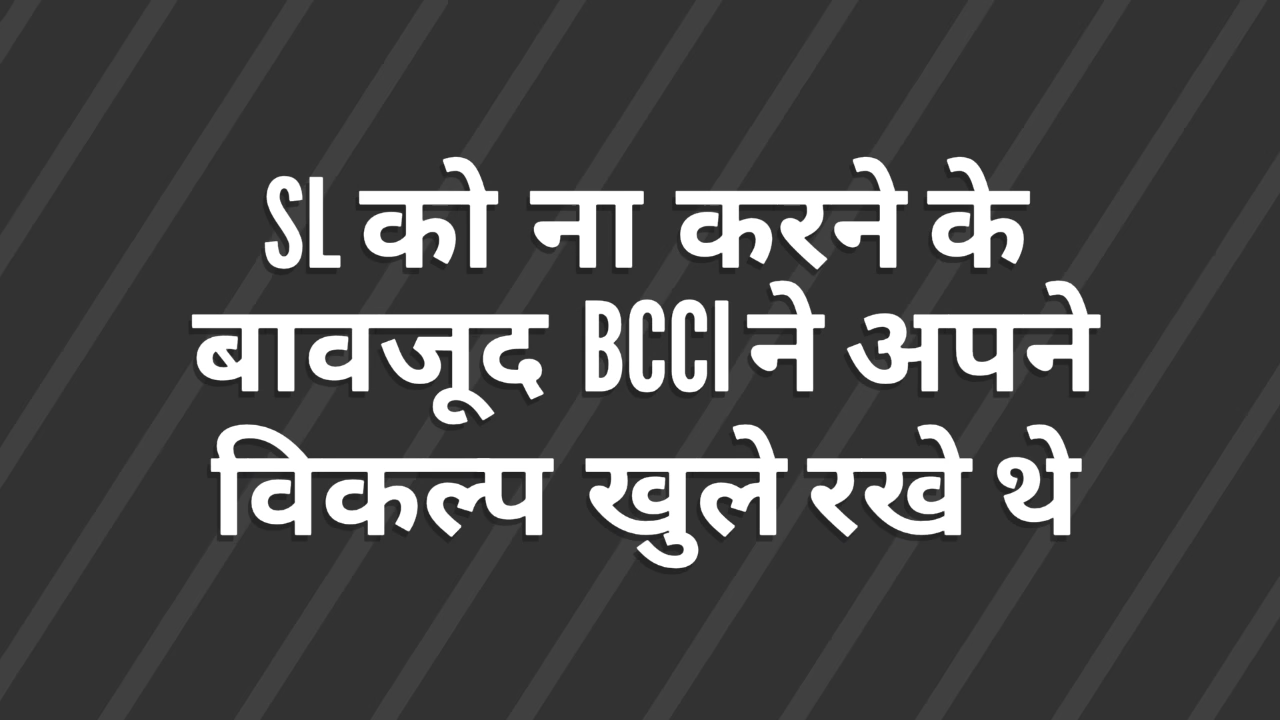 SL को ना करने के
बावजूद BCCI ने अपने
विकल्प खुले रखे थे